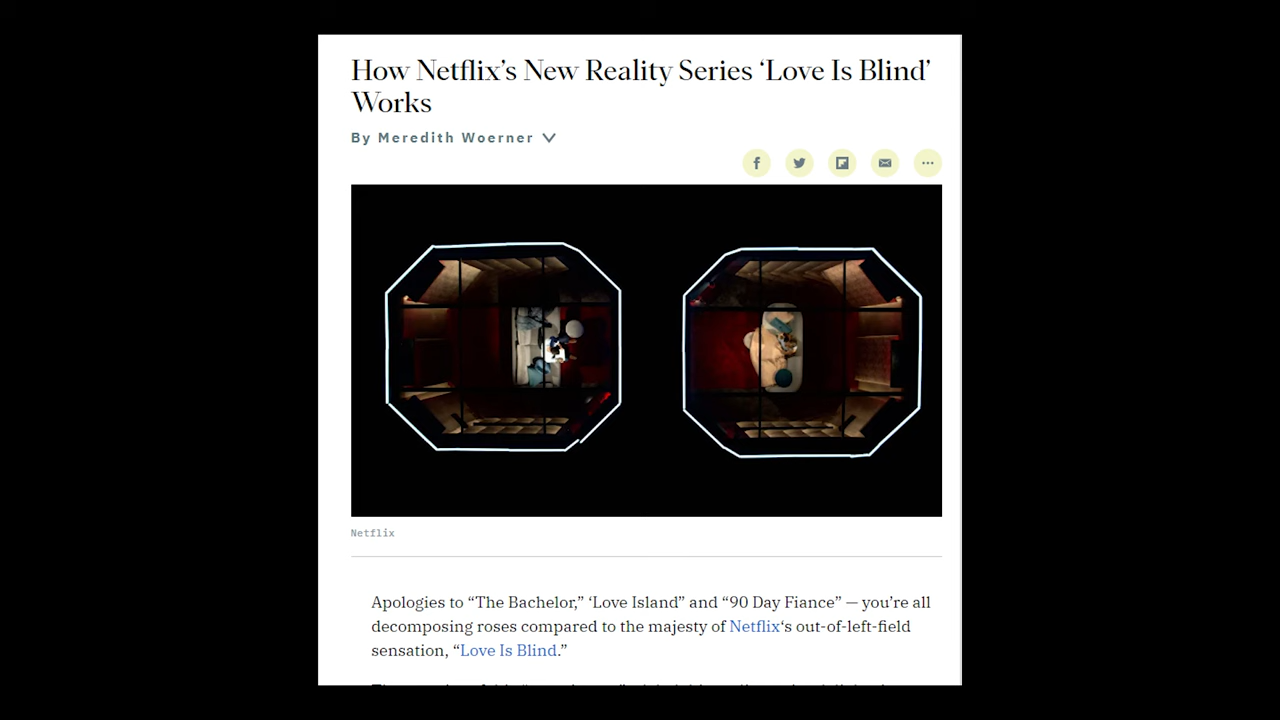 How Netflix’s New Reality Series ‘Love Is Blind’
Works
By Meredith Woerner
Netflix
Apologies to “The Bachelor,” ‘Love Island” and “90 Day Fiance” — you’re all
decomposing roses compared to the majesty of Netflix‘s out-of-left-field
sensation, “Love Is Blind.”